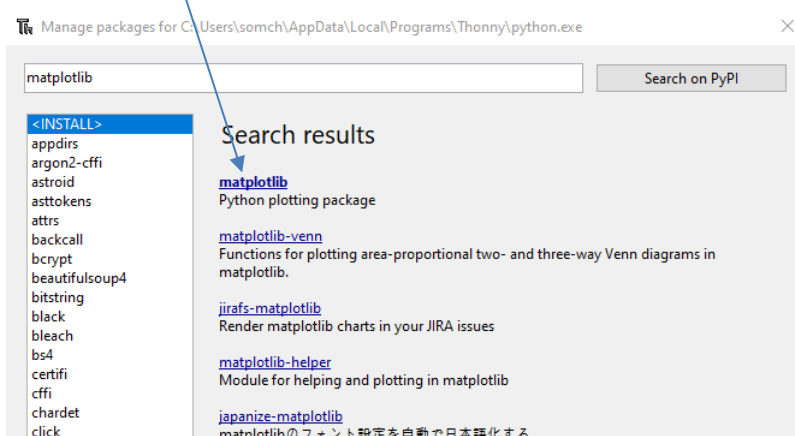 Manage packages for C:\Users\somch\AppData\Local\Programs\Thonny\python.exe
matplotlib
Search on PyPI
<INSTALL>
appdirs
argon2-cffi
astroid
asttokens
attrs
backcall
bcrypt
beautifulsoup4
bitstring
black
bleach
bs4
certifi
cffi
chardet
click
Search results
matplotlib
Python plotting package
matplotlib-venn
Functions for plotting area-proportional two- and three-way Venn diagrams in
matplotlib.
jirafs-matplotlib
Render matplotlib charts in your JIRA issues
matplotlib-helper
Module for helping and plotting in matplotlib
japanize-matplotlib
matplotlibのフォント設定を自動で日本語化する